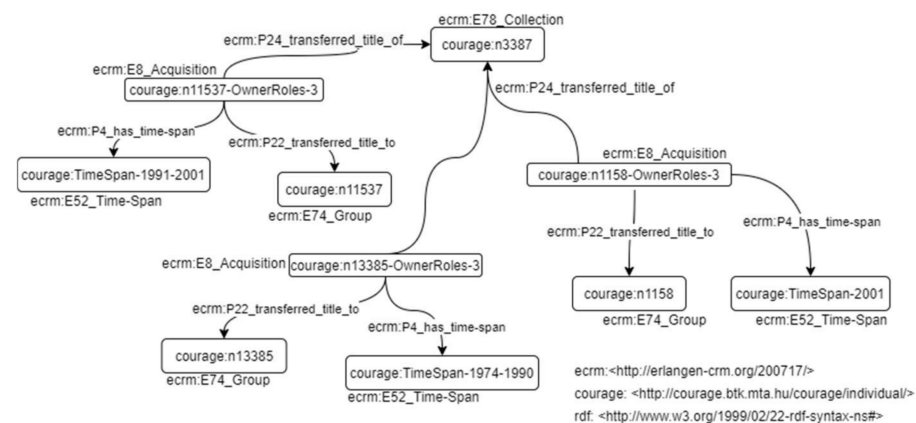 ecrm:E78_Collection
ecrm:P24_transferred_title_of
courage:n3387
ecrm:E8_Acquisition
courage:n11537-OwnerRoles-3
ecrm:P24_transferred_title_of
ecrm:P4_has_time-span
ecrm:P22_transferred_title_to
ecrm:E8_Acquisition
courage:TimeSpan-1991-2001
courage:n1158-OwnerRoles-3
courage:n11537
ecrm:E52_Time-Span
ecrm:E74_Group
ecrm:P4_has_time-span
ecrm:P22_transferred_title_to
ecrm:E8_Acquisition
courage:n13385-OwnerRoles-3
courage:n1158
courage:TimeSpan-2001
ecrm:P22_transferred_title_to
ecrm:E74_Group
ecrm:E52_Time-Span
ecrm:P4_has_time-span
courage:n13385
courage:TimeSpan-1974-1990
ecrm:E74_Group
ecrm:E52_Time-Span
ecrm:<http://erlangen-crm.org/200717/>
courage: <http://courage.btk.mta.hu/courage/individual/>
rdf: <http://www.w3.org/1999/02/22-rdf-syntax-ns#>